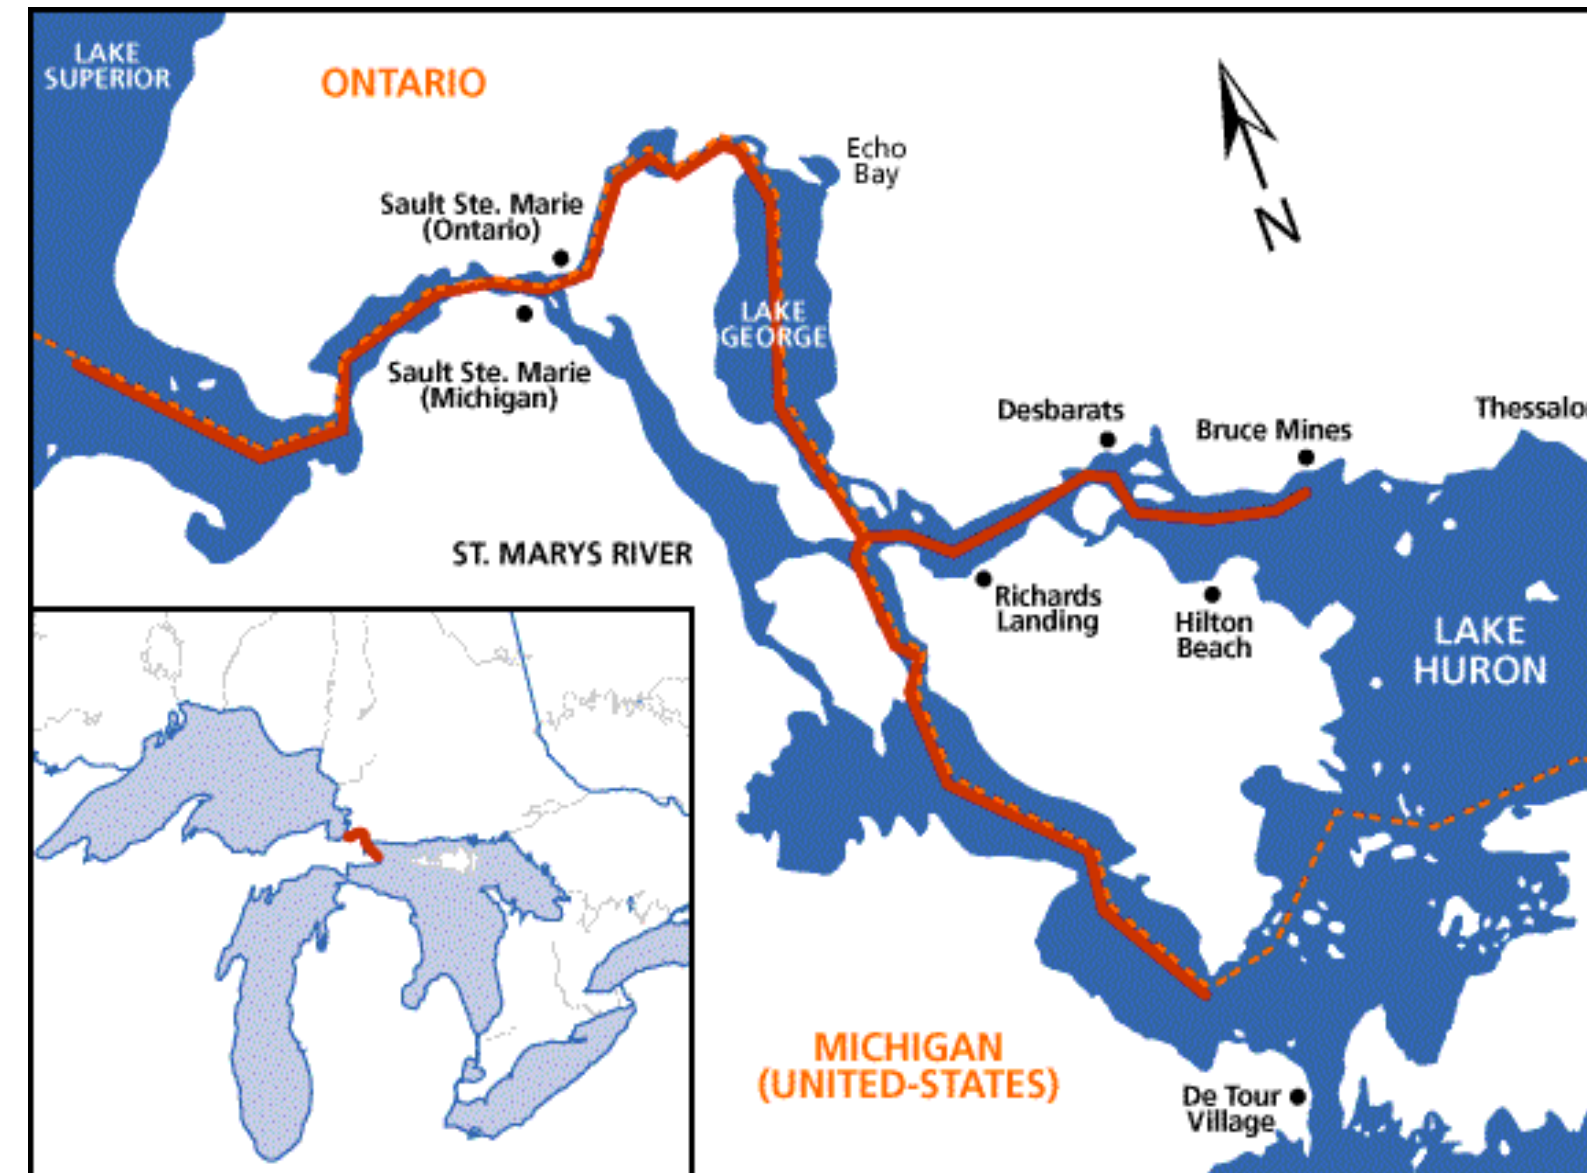 LAKE
SUPERIOR
ONTARIO
Echo
Bay
Sault Ste. Marie
(Ontario)
N
LAKE
GEORGE
Sault Ste. Marie
(Michigan)
Desbarats
Bruce Mines
Thessalo
ST. MARYS RIVER
Richards
Landing
Hilton
Beach
LAKE
HURON
MICHIGAN
(UNITED-STATES)
De Tour
Village